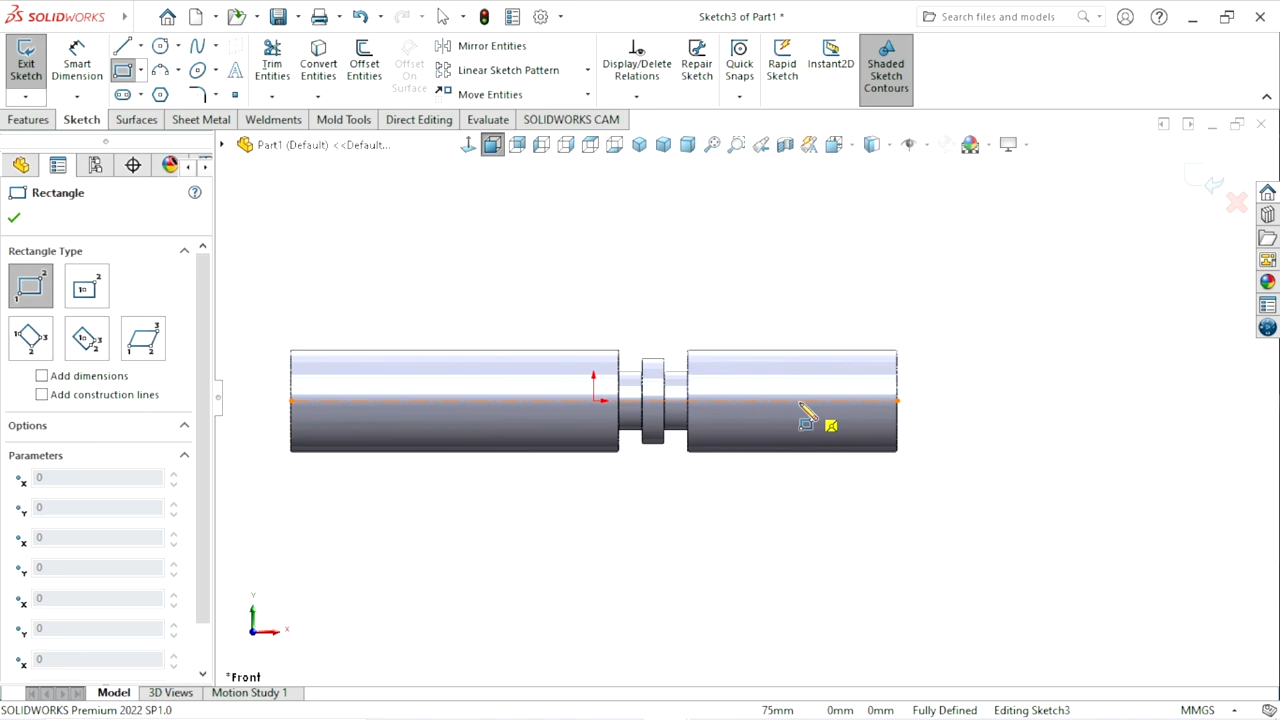 SOLIDWORKS
Sketch3 of Part1 *
Search files and models
Exit Sketch
Smart Dimension
Trim Entities
Convert Entities
Offset Entities
Offset On Surface
Mirror Entities
Linear Sketch Pattern
Move Entities
Display/Delete Relations
Repair Sketch
Quick Snaps
Rapid Sketch
Instant2D
Shaded Sketch Contours
Features
Sketch
Surfaces
Sheet Metal
Weldments
Mold Tools
Direct Editing
Evaluate
SOLIDWORKS CAM
Part1 (Default) <<Default...
Rectangle
Rectangle Type
Add dimensions
Add construction lines
Options
Parameters
x 0
Y 0
x 0
Y 0
x 0
Y 0
x 0
Y
X
*Front
Model
3D Views
Motion Study 1
SOLIDWORKS Premium 2022 SP1.0
75mm
0mm
0mm
Fully Defined
Editing Sketch3
MMGS